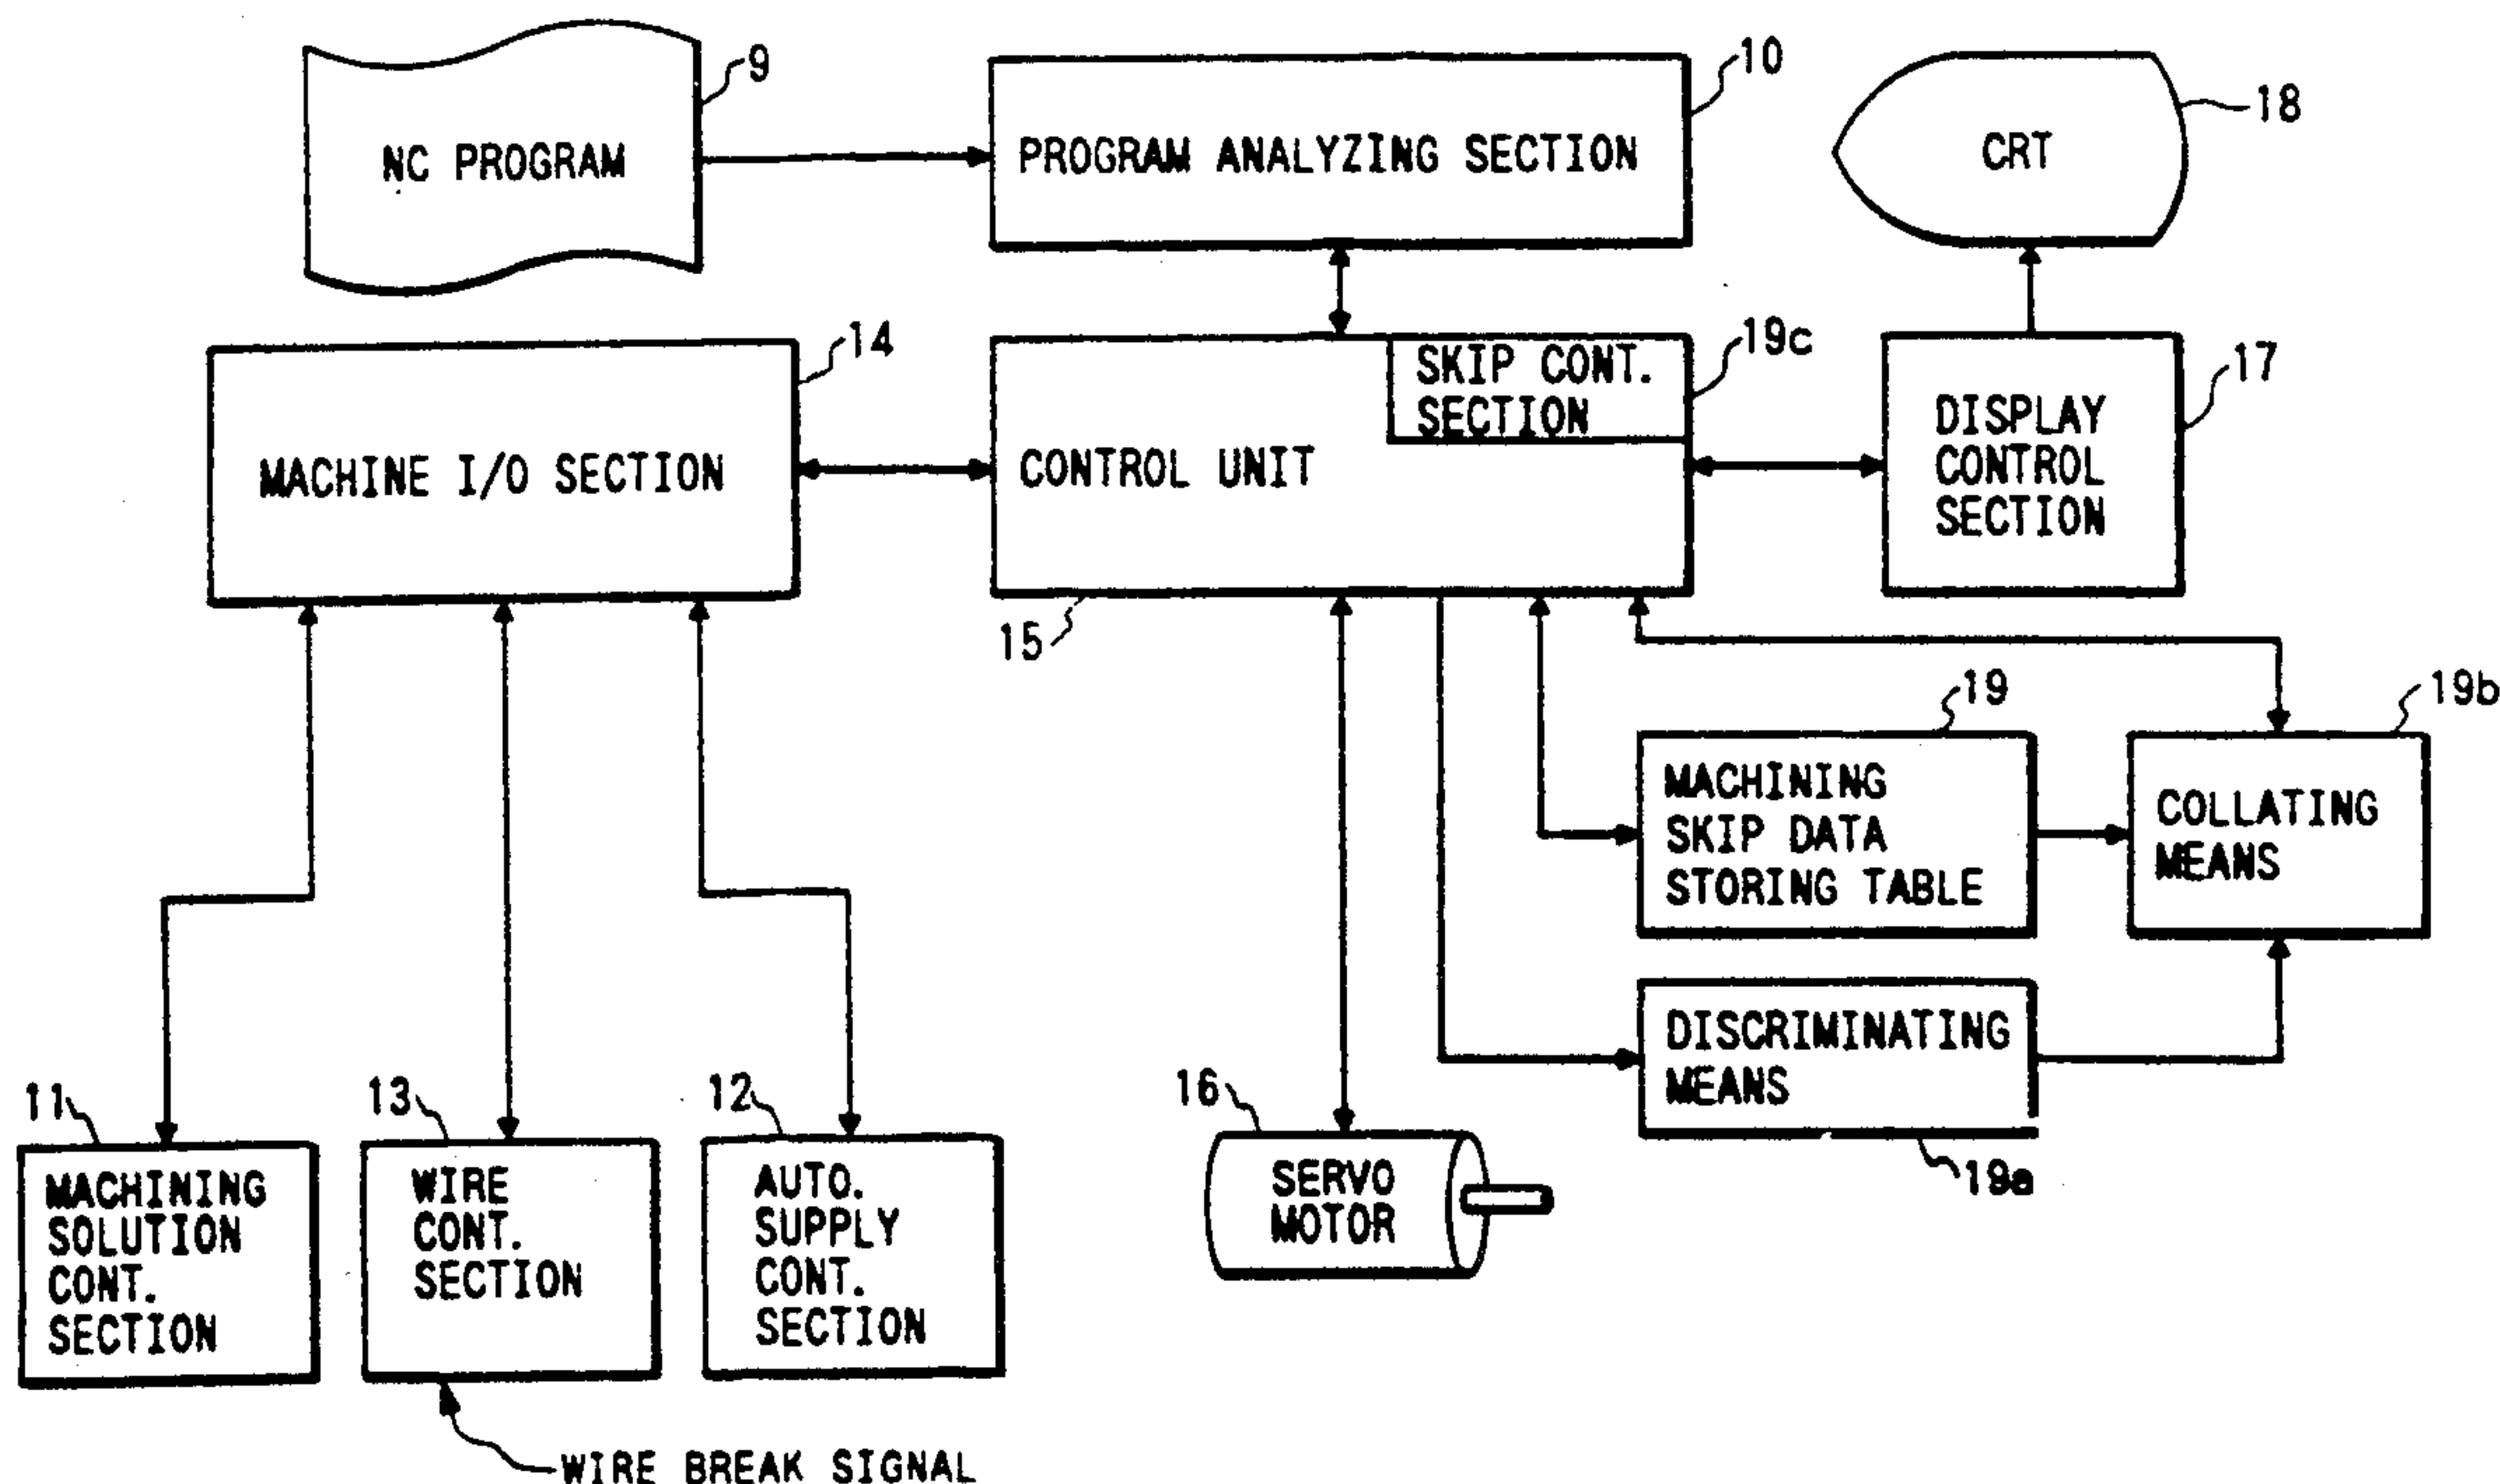 9
10
18
NC PROGRAM
PROGRAM ANALYZING SECTION
CRT
14
19c
17
SKIP CONT.
SECTION
MACHINE I/O SECTION
CONTROL UNIT
DISPLAY
CONTROL
SECTION
15
19
19b
MACHINING
SKIP DATA
STORING TABLE
COLLATING
MEANS
DISCRIMINATING
MEANS
19a
11
13
12
16
MACHINING
SOLUTION
CONT.
SECTION
WIRE
CONT.
SECTION
AUTO.
SUPPLY
CONT.
SECTION
SERVO
MOTOR
WIRE BREAK SIGNAL